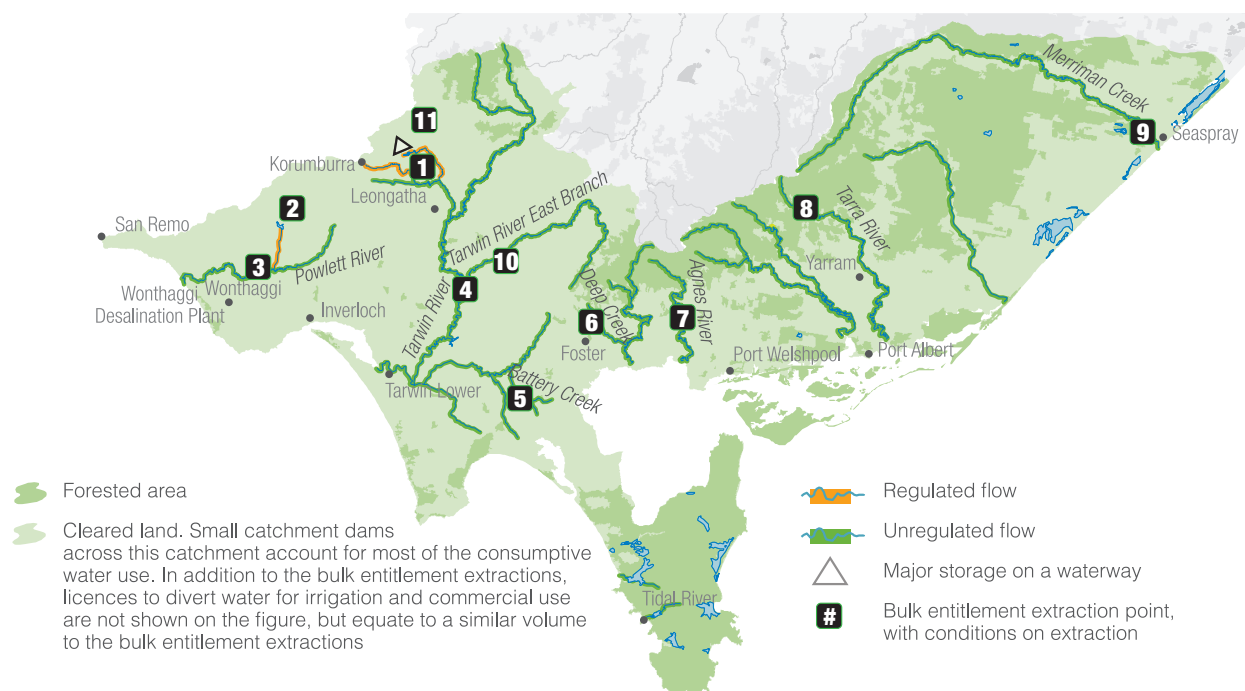 Merriman Creek
11
9
Seaspray
Korumburra
1
Leongatha
Tarwin River East Branch
2
8
Tarra River
San Remo
10
3
Powlett River
Wonthaggi
Yarram
Wonthaggi
Desalination Plant
4
Deep Creek
Agnes River
Inverloch
Tarwin River
6
7
Foster
Port Welshpool
Port Albert
Tarwin Lower
5
Battery Creek
Tidal River
Forested area
Cleared land. Small catchment dams
across this catchment account for most of the consumptive
water use. In addition to the bulk entitlement extractions,
licences to divert water for irrigation and commercial use
are not shown on the figure, but equate to a similar volume
to the bulk entitlement extractions
Regulated flow
Unregulated flow
Major storage on a waterway
#
Bulk entitlement extraction point,
with conditions on extraction